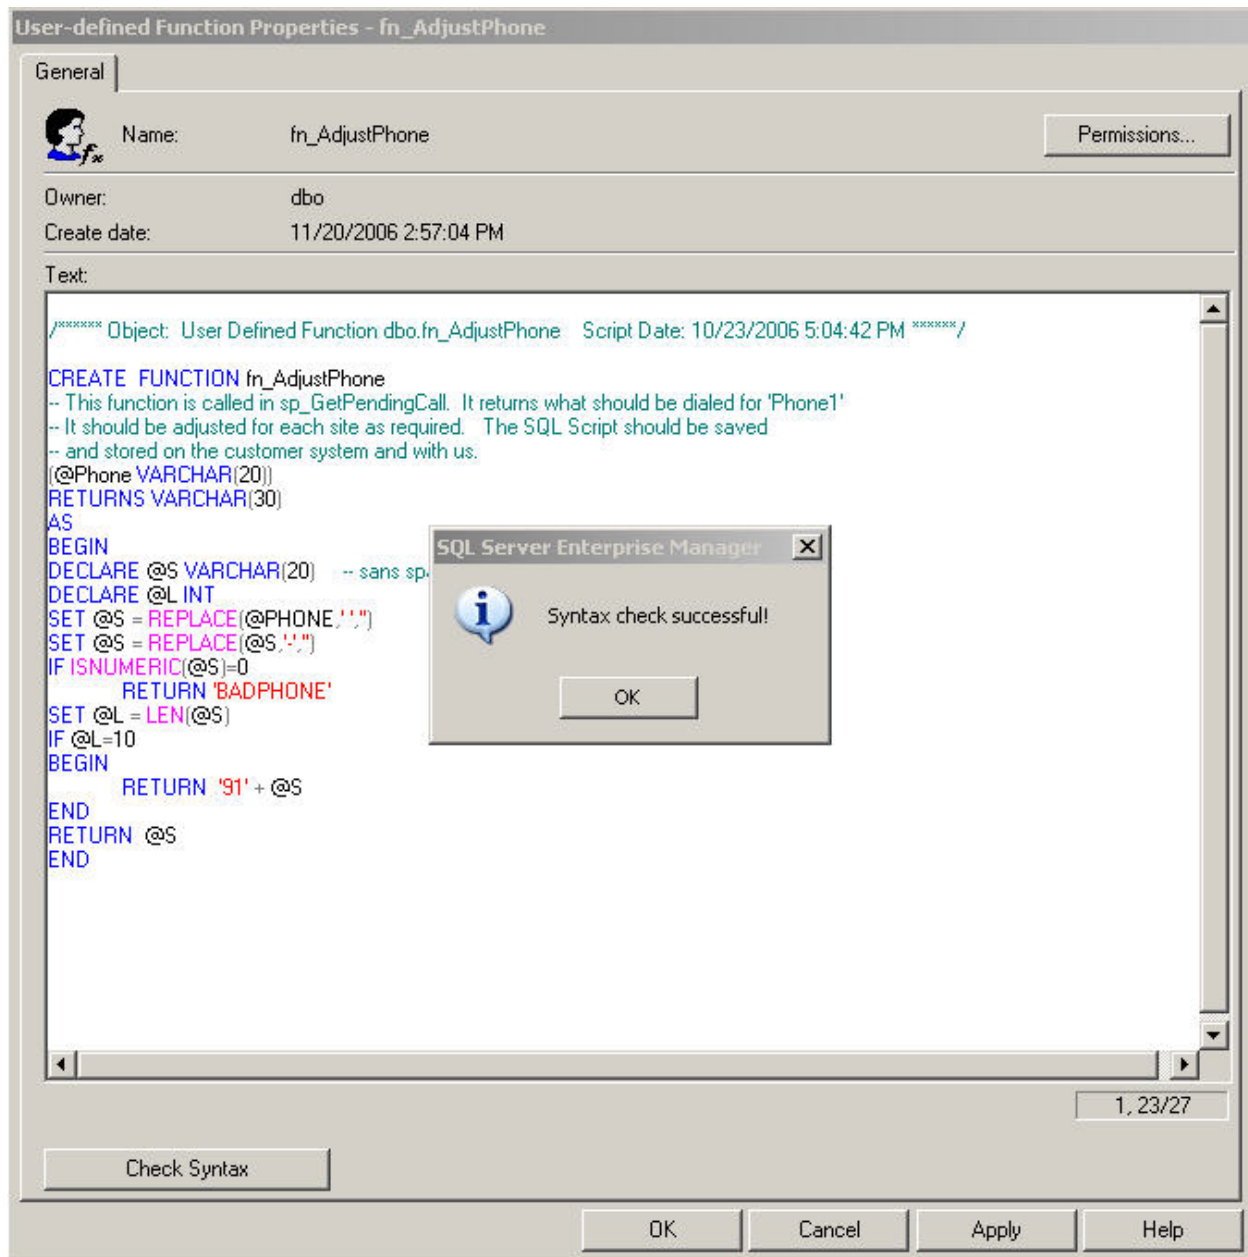 User-defined Function Properties - fn_AdjustPhone
General
Name: fn_AdjustPhone Permissions...
Owner: dbo
Create date: 11/20/2006 2:57:04 PM
Text:
/****** Object:  User Defined Function dbo.fn_AdjustPhone    Script Date: 10/23/2006 5:04:42 PM ******/
CREATE  FUNCTION fn_AdjustPhone
-- This function is called in sp_GetPendingCall.  It returns what should be dialed for 'Phone1'
-- It should be adjusted for each site as required.   The SQL Script should be saved
-- and stored on the customer system and with us.
(@Phone VARCHAR(20))
RETURNS VARCHAR(30)
AS
BEGIN
DECLARE @S VARCHAR(20)    -- sans
DECLARE @L INT
SET @S = REPLACE(@PHONE,' ','')
SET @S = REPLACE(@S,'-','')
IF ISNUMERIC(@S)=0
RETURN 'BADPHONE'
SET @L = LEN(@S)
IF @L=10
BEGIN
RETURN  '91' + @S
END
RETURN  @S
END
SQL Server Enterprise Manager
Syntax check successful!
OK
1, 23/27
Check Syntax
OK Cancel Apply Help